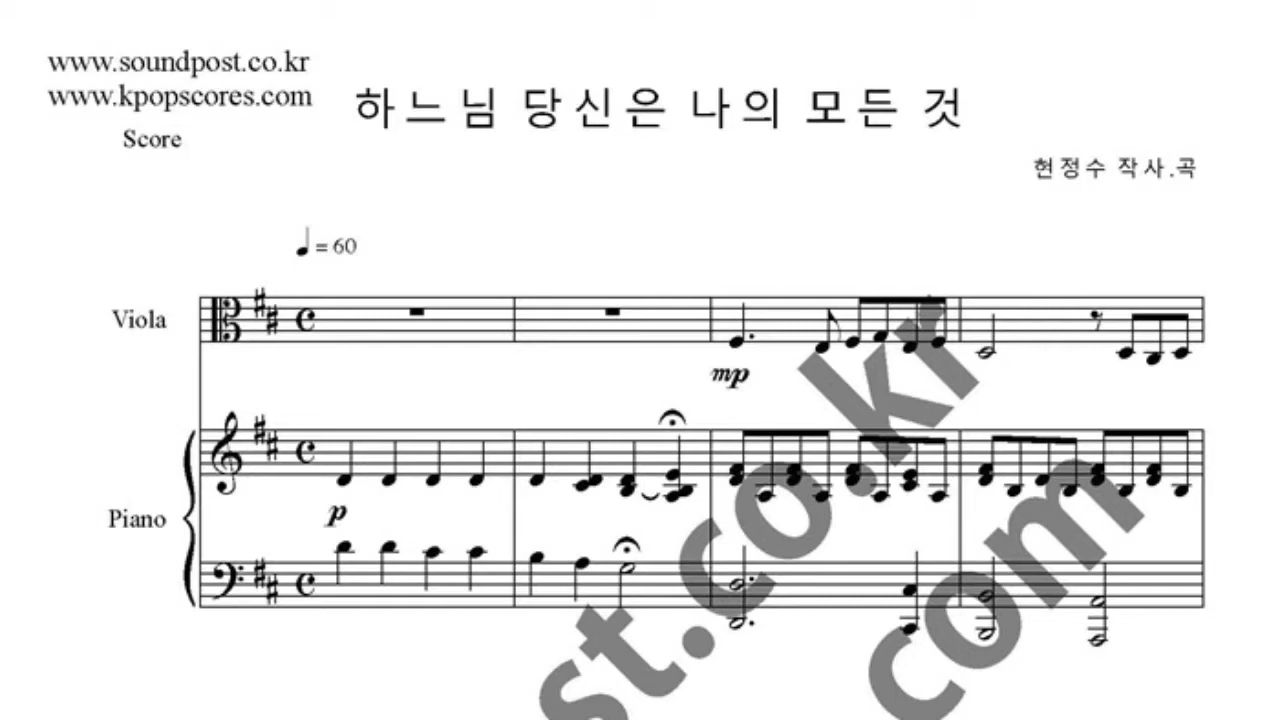 www.soundpost.co.kr
www.kpopscores.com
하느님 당신은 나의 모든 것
Score
현정수 작사.곡
= 60
Viola
mp
Piano
p
st.co.kr
com